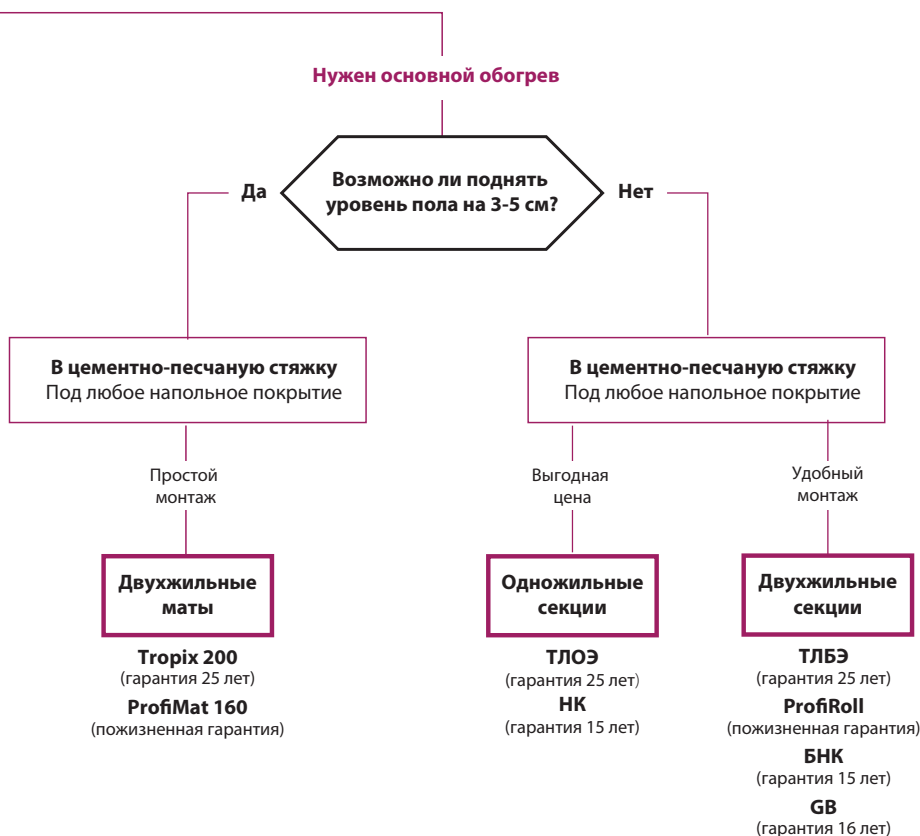 Нужен основной обогрев
Возможно ли поднять
уровень пола на 3-5 см?
Да
Нет
В цементно-песчаную стяжку
Под любое напольное покрытие
Простой
монтаж
Двухжильные
маты
Tropix 200
(гарантия 25 лет)
ProfiMat 160
(пожизненная гарантия)
В цементно-песчаную стяжку
Под любое напольное покрытие
Выгодная
цена
Одножильные
секции
ТЛОЭ
(гарантия 25 лет)
НК
(гарантия 15 лет)
Удобный
монтаж
Двухжильные
секции
ТЛБЭ
(гарантия 25 лет)
ProfiRoll
(пожизненная гарантия)
БНК
(гарантия 15 лет)
GB
(гарантия 16 лет)